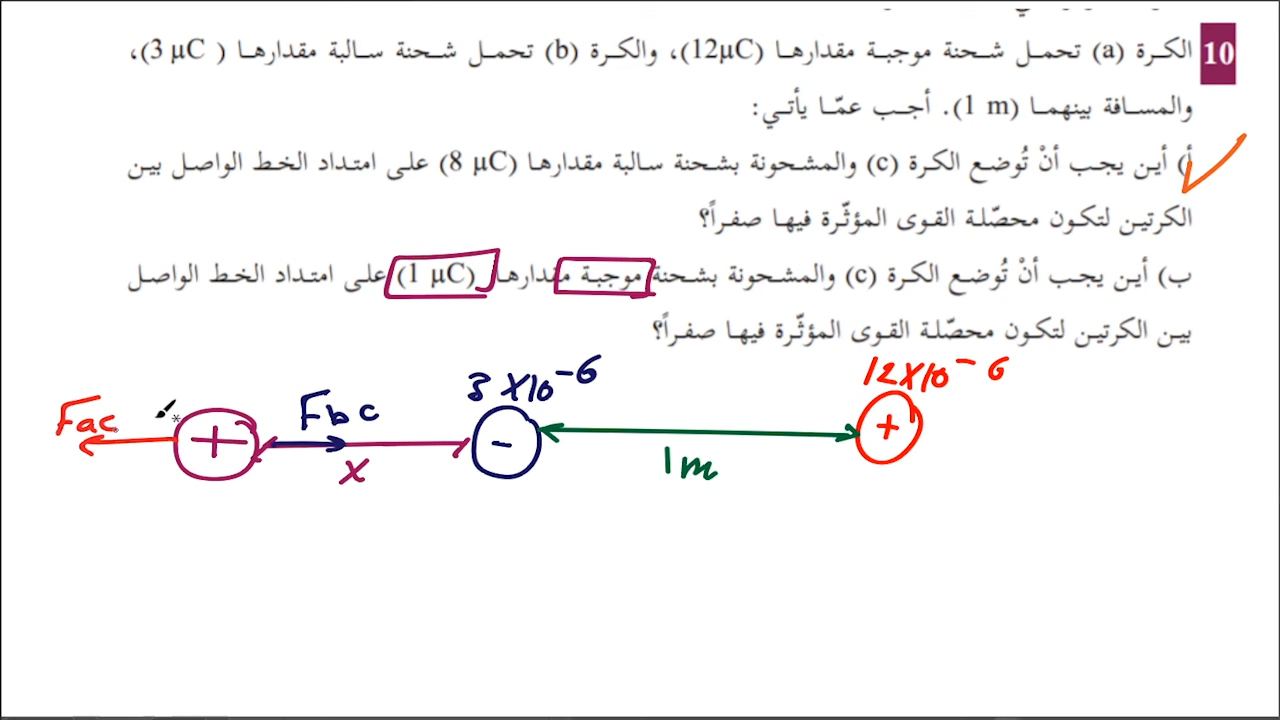 10
الكرة (a) تحمل شحنة موجبة مقدارها (12μC)، والكرة (b) تحمل شحنة سالبة مقدارها (3 μC )،
والمسافة بينهما (1 m). أجب عمّا يأتي:
أ) أين يجب أنْ تُوضع الكرة (c) والمشحونة بشحنة سالبة مقدارها (8 μC) على امتداد الخط الواصل بين
الكرتين لتكون محصّلة القوى المؤثّرة فيها صفراً؟
ب) أين يجب أنْ تُوضع الكرة (c) والمشحونة بشحنة موجبة مقدارها (1 μC) على امتداد الخط الواصل
بين الكرتين لتكون محصّلة القوى المؤثّرة فيها صفراً؟
3 X10-6 12X10-6
Fac + Fbc - +
X 1m